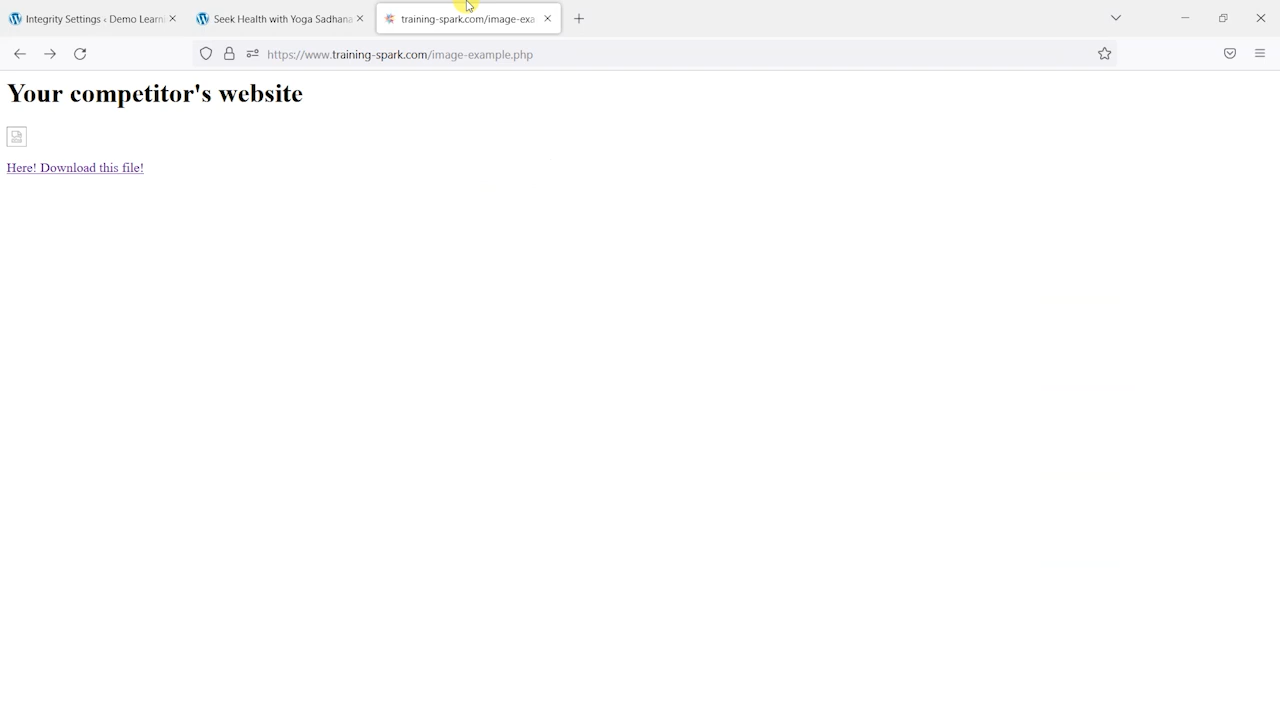 Integrity Settings ‹ Demo Learn
Seek Health with Yoga Sadhana
training-spark.com/image-exa
https://www.training-spark.com/image-example.php
Your competitor's website
Here! Download this file!